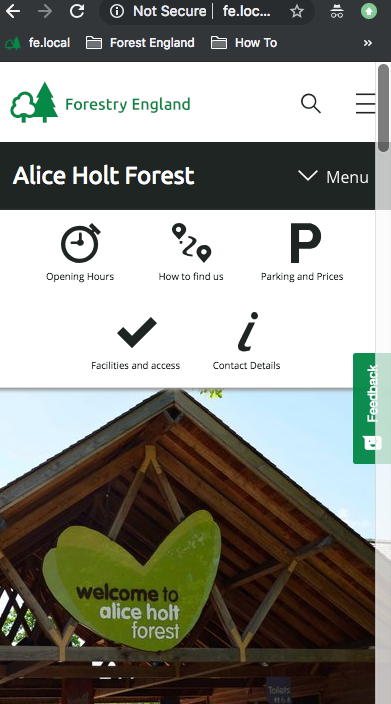 Not Secure | fe.loc...
fe.local
Forest England
How To
»
Forestry England
Alice Holt Forest
Menu
Opening Hours
How to find us
P
Parking and Prices
Facilities and access
i
Contact Details
Feedback
welcome to
alice holt
forest
Toilets